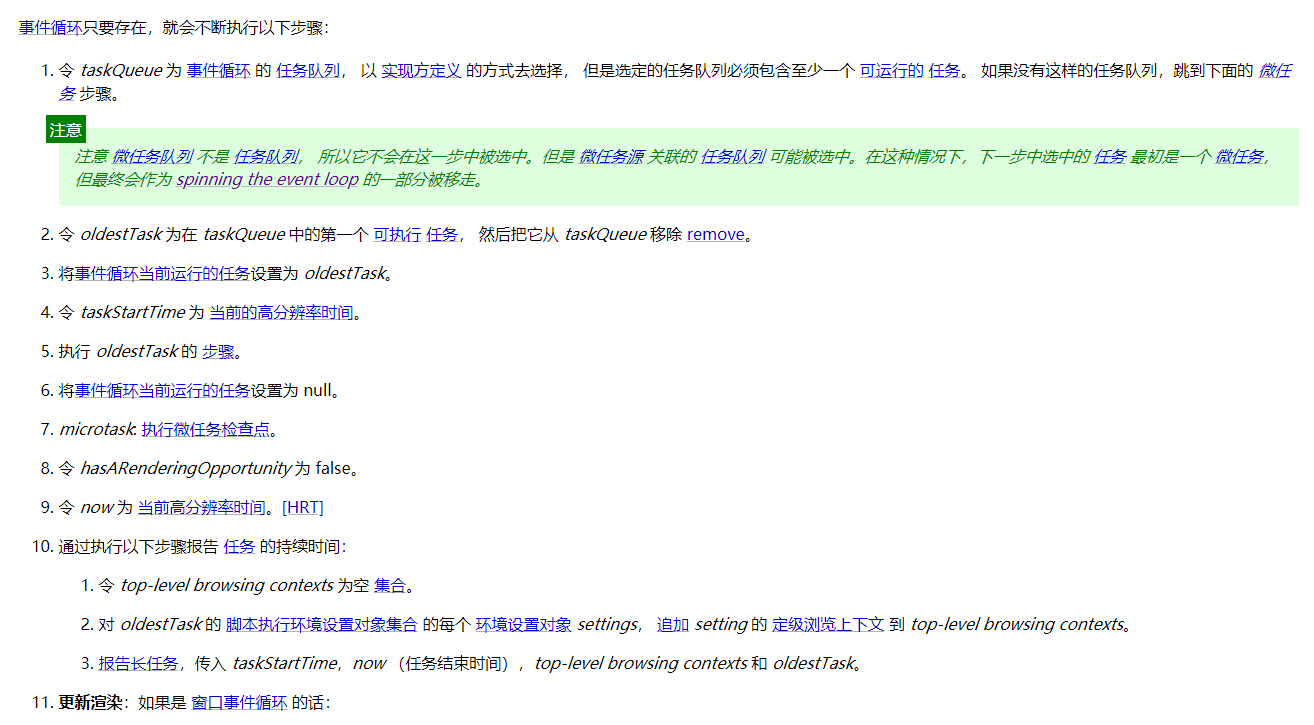 事件循环只要存在，就会不断执行以下步骤：
1. 令 taskQueue 为 事件循环 的 任务队列， 以 实现方定义 的方式去选择， 但是选定的任务队列必须包含至少一个 可运行的 任务。 如果没有这样的任务队列，跳到下面的 微任
务 步骤。
注意
注意 微任务队列 不是 任务队列， 所以它不会在这一步中被选中。但是 微任务源 关联的 任务队列 可能被选中。在这种情况下，下一步中选中的 任务 最初是一个 微任务，
但最终会作为 spinning the event loop 的一部分被移走。
2. 令 oldestTask 为在 taskQueue 中的第一个 可执行 任务， 然后把它从 taskQueue 移除 remove。
3. 将事件循环当前运行的任务设置为 oldestTask。
4. 令 taskStartTime 为 当前的高分辨率时间。
5. 执行 oldestTask 的 步骤。
6. 将事件循环当前运行的任务设置为 null。
7. microtask: 执行微任务检查点。
8. 令 hasARenderingOpportunity 为 false。
9. 令 now 为 当前高分辨率时间。[HRT]
10. 通过执行以下步骤报告 任务 的持续时间：
1. 令 top-level browsing contexts 为空 集合。
2. 对 oldestTask 的 脚本执行环境设置对象集合 的每个 环境设置对象 settings， 追加 setting 的 定级浏览上下文 到 top-level browsing contexts。
3. 报告长任务，传入 taskStartTime，now （任务结束时间），top-level browsing contexts 和 oldestTask。
11. 更新渲染：如果是 窗口事件循环 的话：